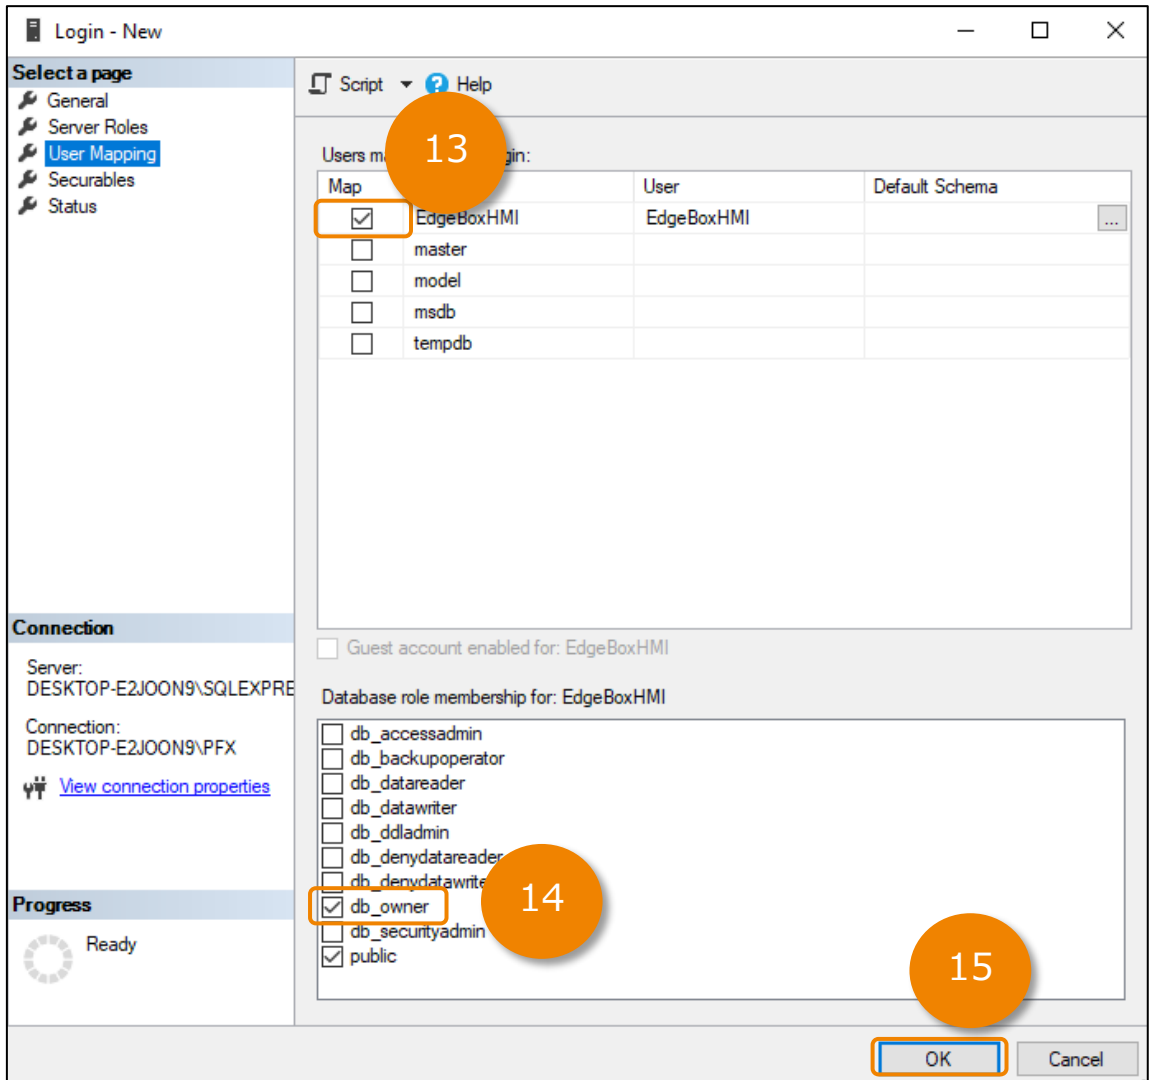 Login - New
Select a page
General
Server Roles
User Mapping
Securables
Status
Script
Help
13
Users
Map
User
Default Schema
EdgeBoxHMI
EdgeBoxHMI
...
master
model
msdb
tempdb
Guest account enabled for: EdgeBoxHMI
Connection
Server:
DESKTOP-E2JOON9\SQLEXPRE
Connection:
DESKTOP-E2JOON9\PFX
View connection properties
Database role membership for: EdgeBoxHMI
db_accessadmin
db_backupoperator
db_datareader
db_datawriter
db_ddladmin
db_denydatareader
db_denydatawrite
14
db_owner
db_securityadmin
public
Progress
Ready
15
OK
Cancel